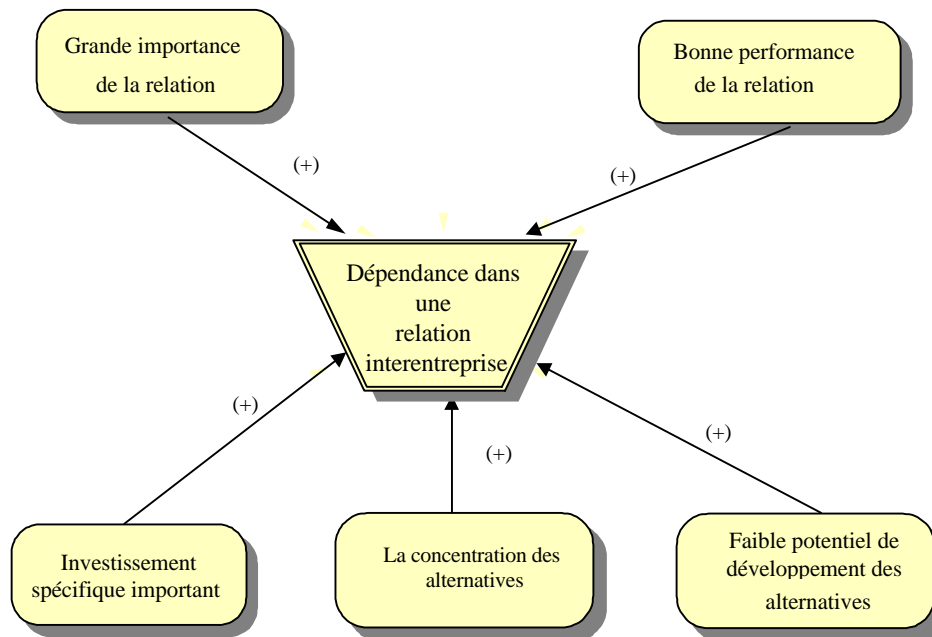 Grande importance
de la relation
Bonne performance
de la relation
(+)
(+)
Dépendance dans
une
relation
interentreprise
(+)
(+)
(+)
Investissement
spécifique important
La concentration des
alternatives
Faible potentiel de
développement des
alternatives